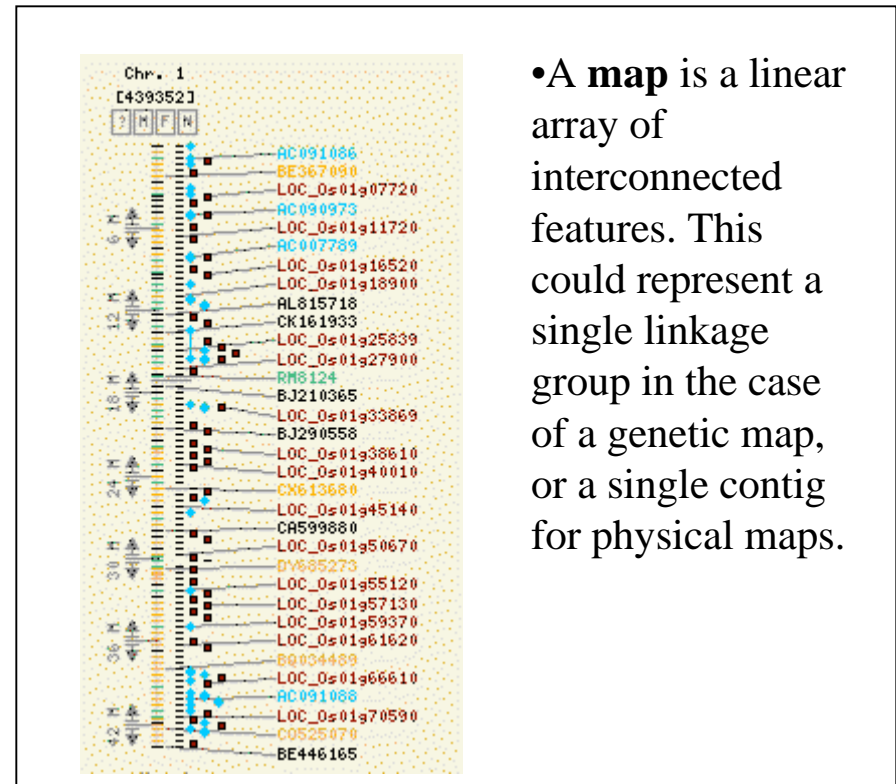 Chr. 1
[439352]
? M F N
AC091086
BE367090
LOC_Os01g07720
AC090973
6 M
LOC_Os01g11720
AC007789
LOC_Os01g16520
LOC_Os01g18900
AL815718
12 M
CK161933
LOC_Os01g25839
LOC_Os01g27900
RM8124
18 M
BJ210365
LOC_Os01g33869
BJ290558
LOC_Os01g38610
24 M
LOC_Os01g40010
CX613680
LOC_Os01g45140
CA599880
30 M
LOC_Os01g50670
DV685273
LOC_Os01g55120
LOC_Os01g57130
LOC_Os01g59370
36 M
LOC_Os01g61620
BQ034489
LOC_Os01g66610
AC091088
42 M
LOC_Os01g70590
CO525070
BE446165
•A map is a linear
array of
interconnected
features. This
could represent a
single linkage
group in the case
of a genetic map,
or a single contig
for physical maps.